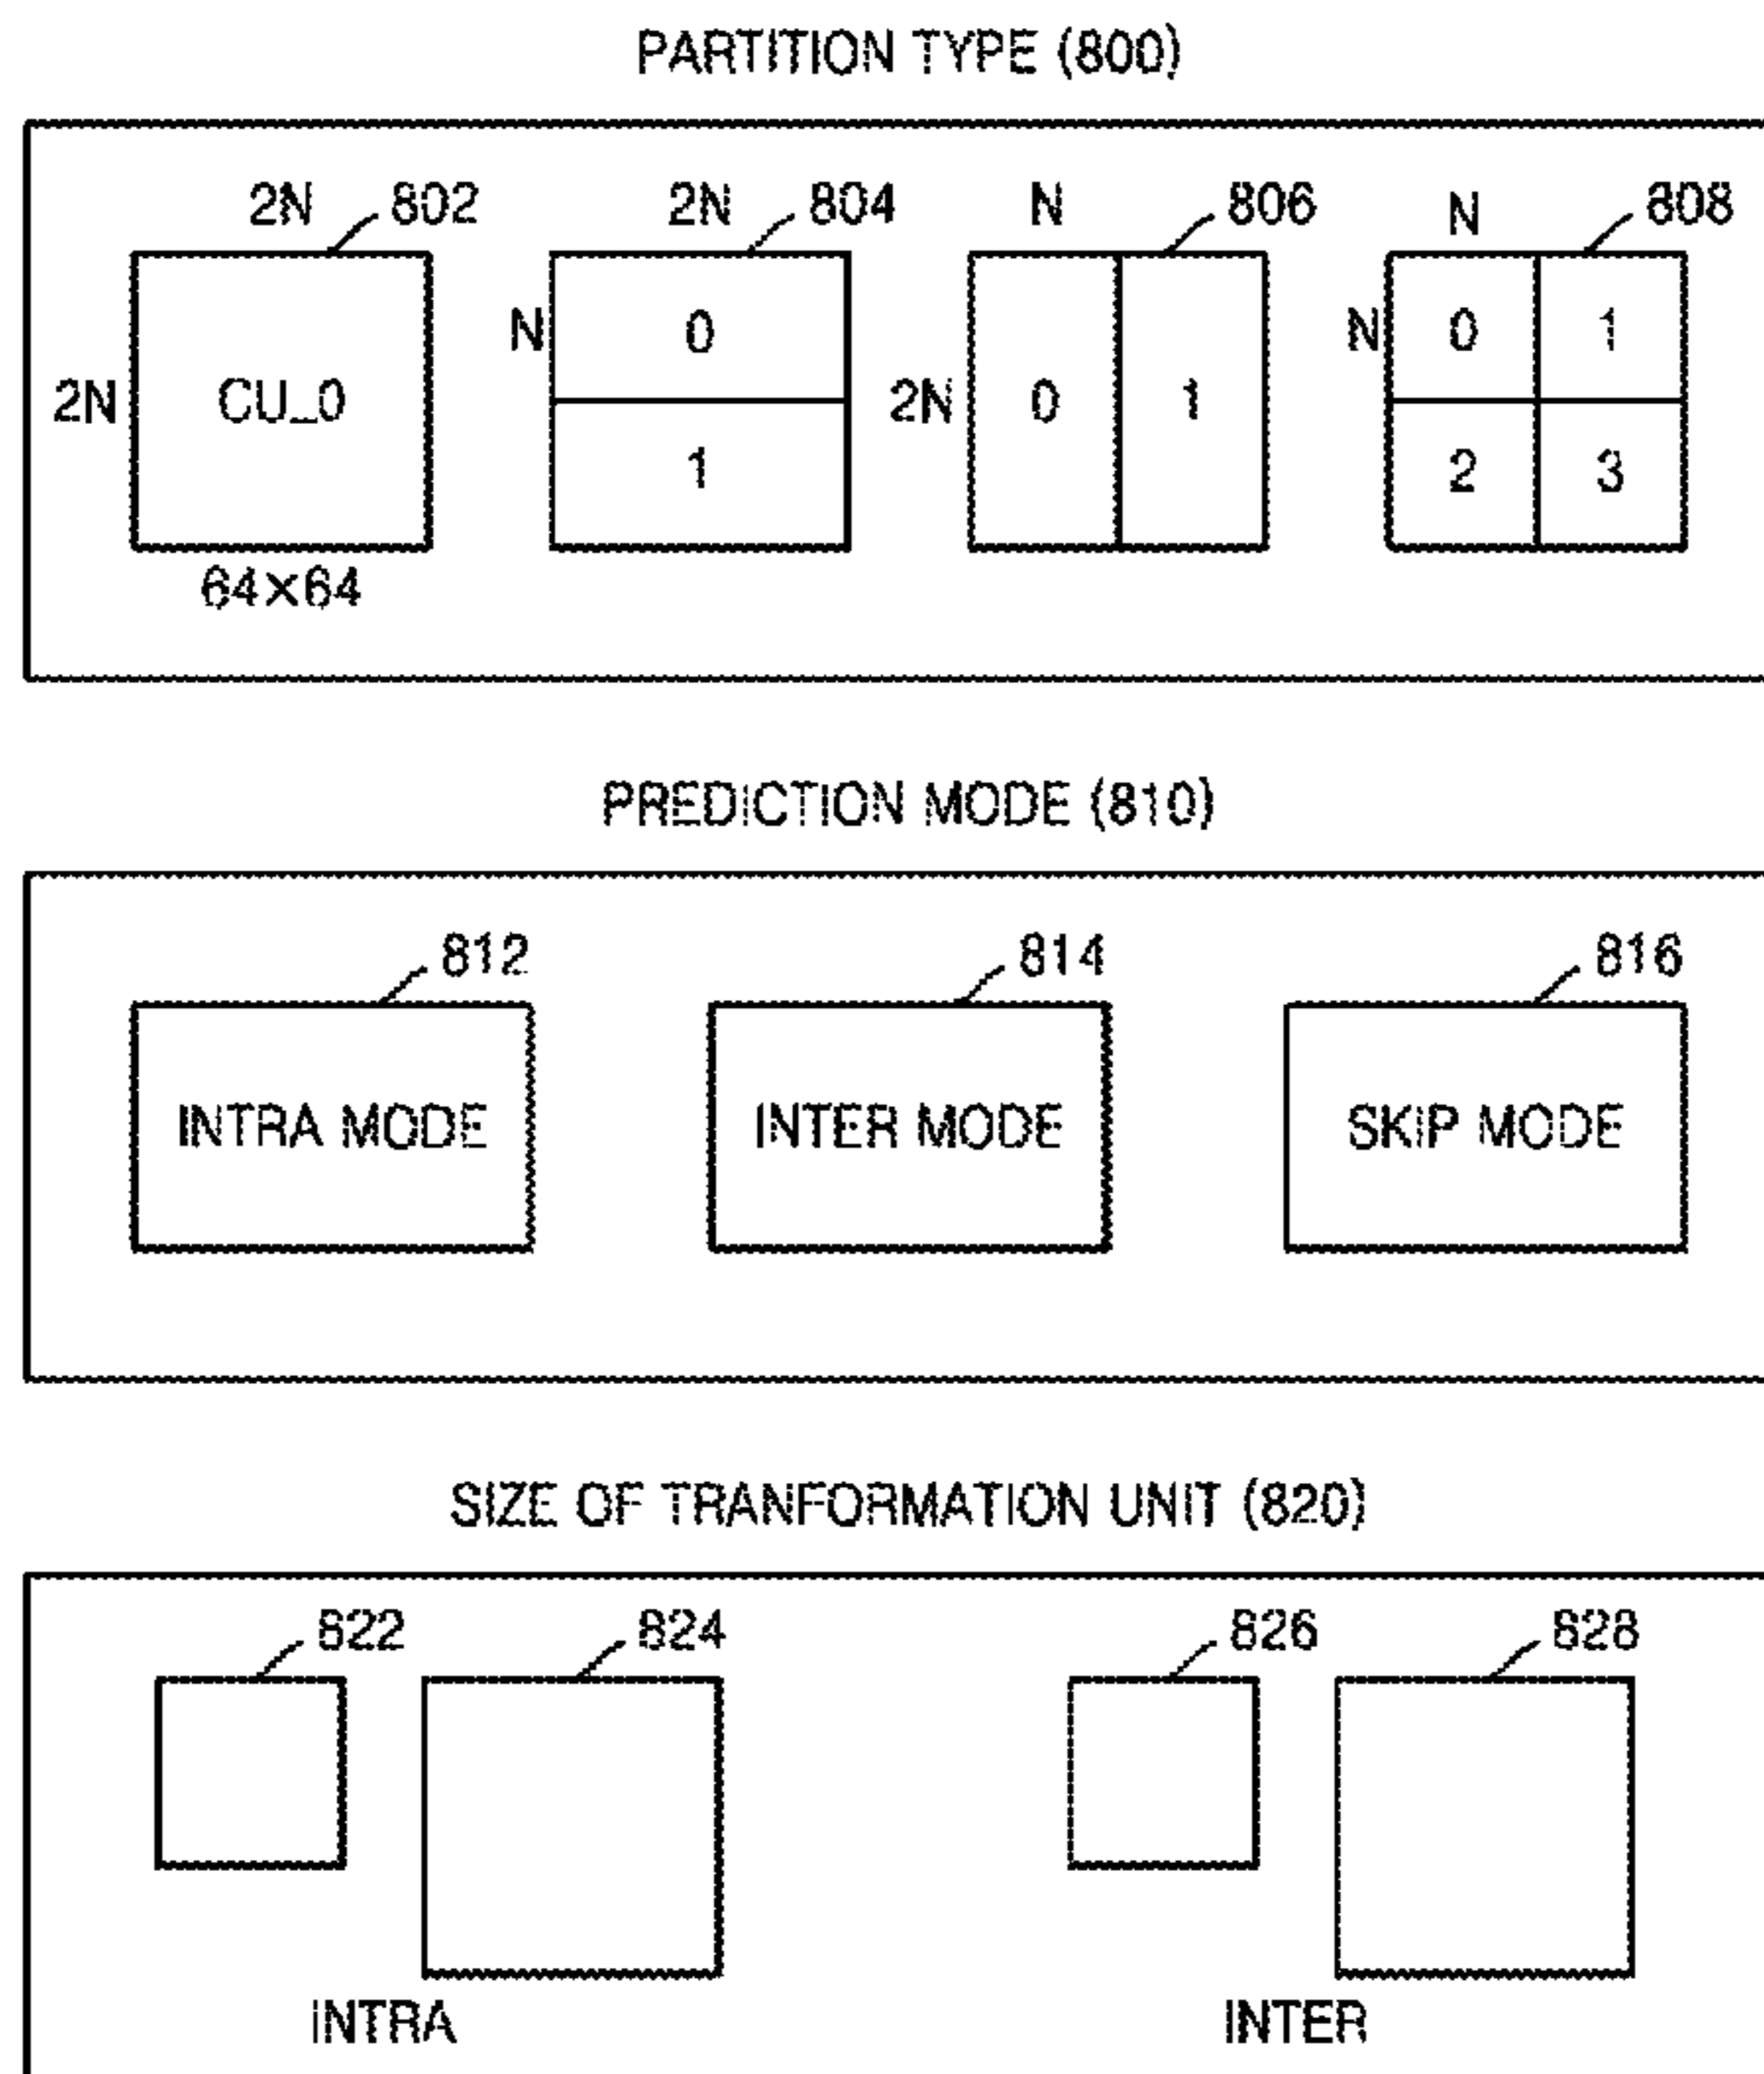 PARTITION TYPE (800)
2N 802 2N 804 N 806 N 808
N 0 N 0 1
2N CU_0 2N 0 1
1 2 3
64×64
PREDICTION MODE (810)
812 814 816
INTRA MODE INTER MODE SKIP MODE
SIZE OF TRANFORMATION UNIT (820)
822 824 826 828
INTRA INTER